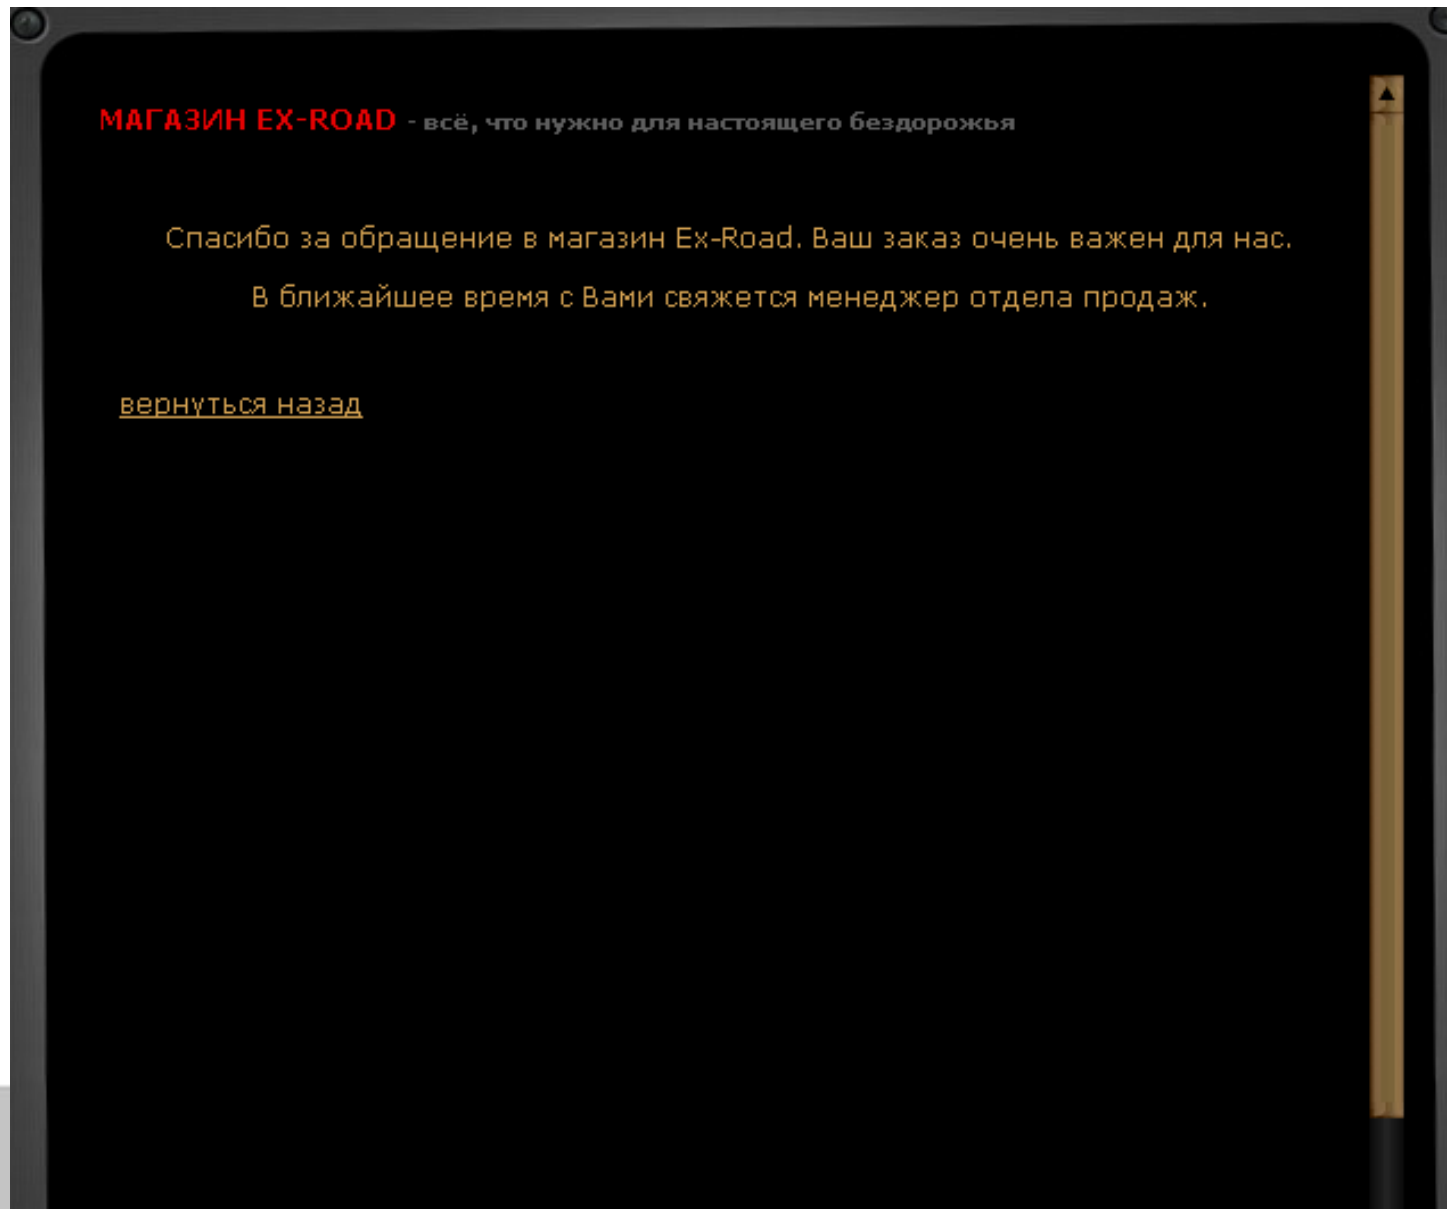 МАГАЗИН EX-ROAD - всё, что нужно для настоящего бездорожья
Спасибо за обращение в магазин Ex-Road. Ваш заказ очень важен для нас.
В ближайшее время с Вами свяжется менеджер отдела продаж.
вернуться назад